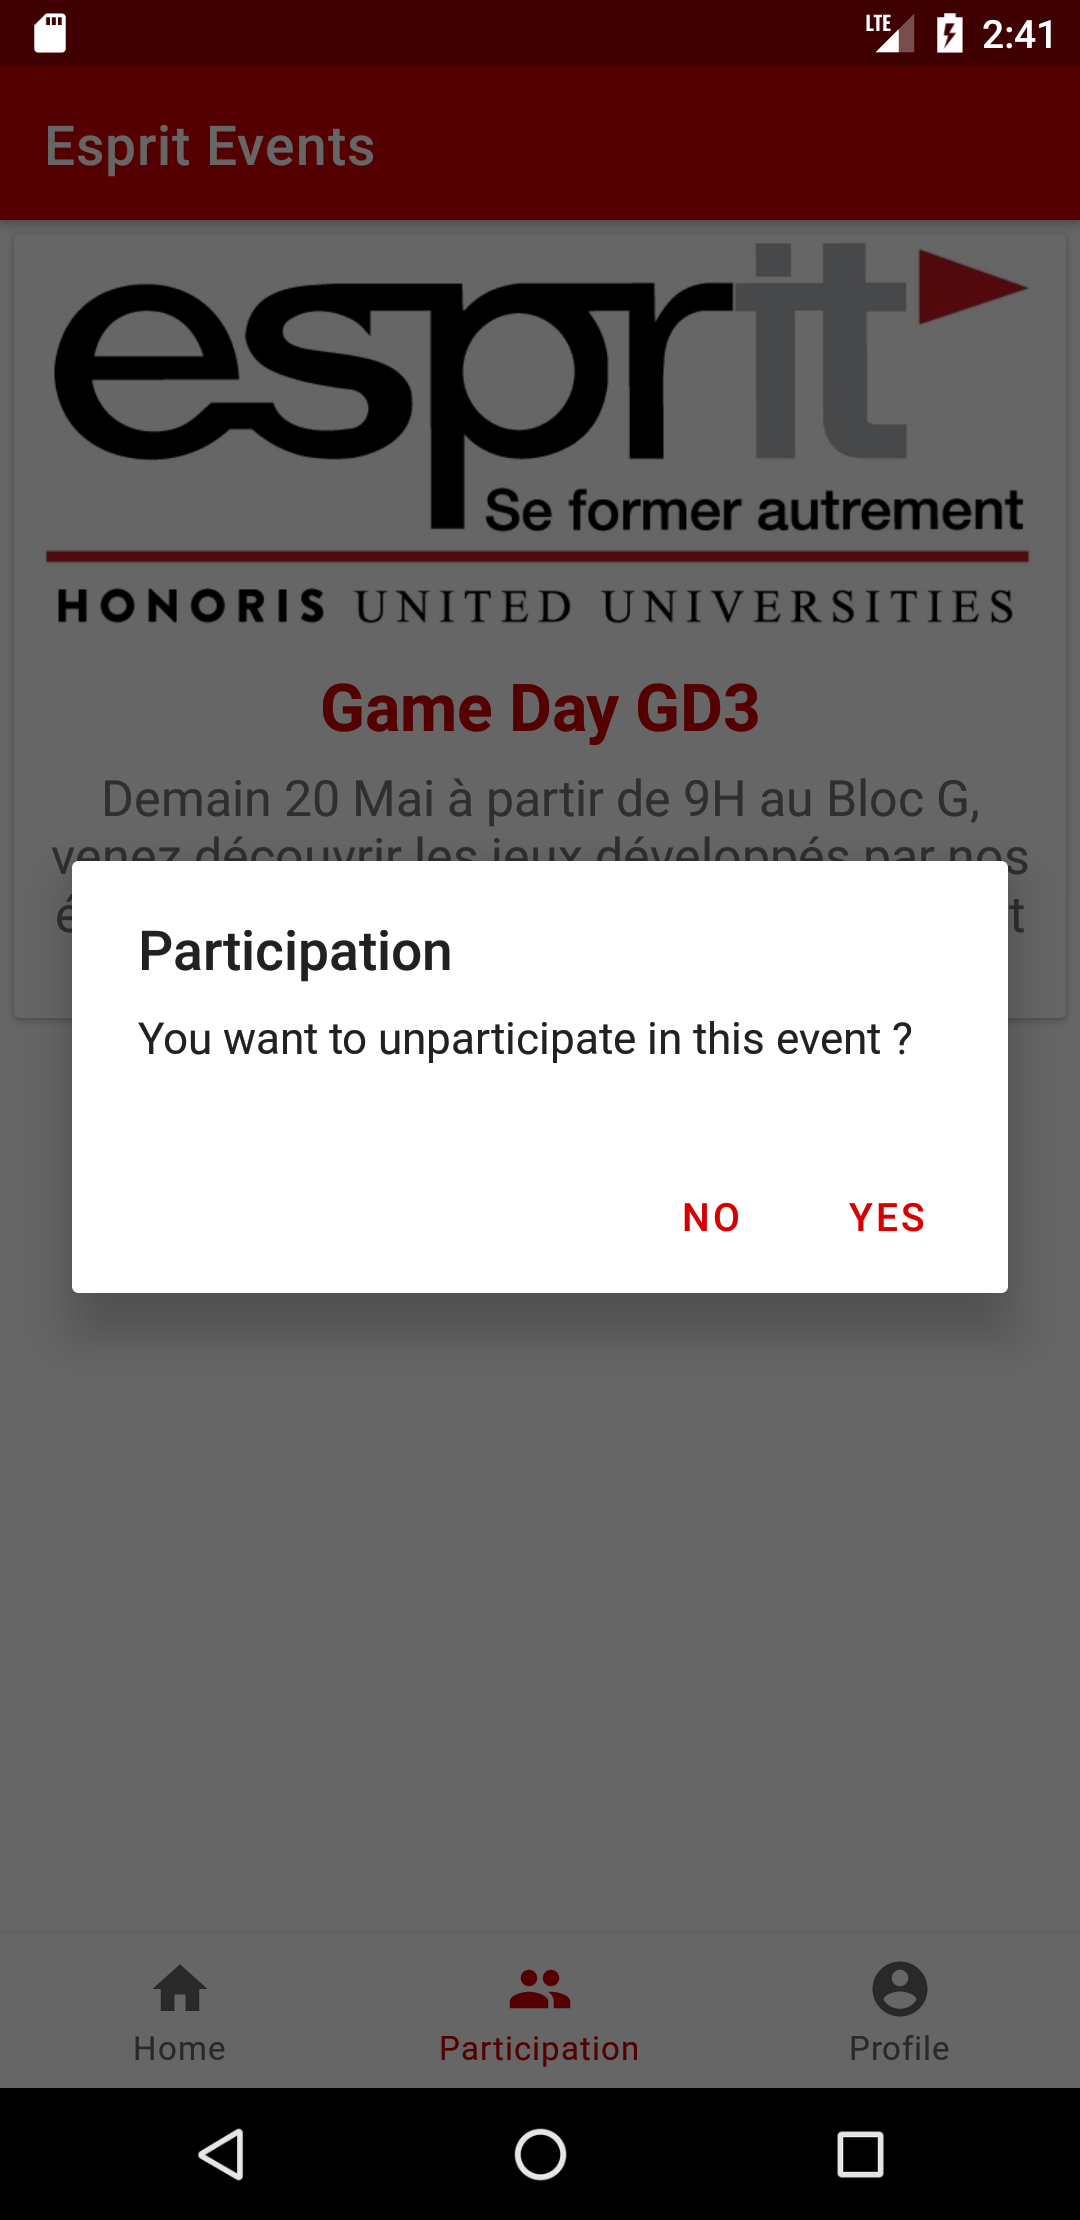 LTE 2:41
Esprit Events
esprit
Se former autrement
HONORIS UNITED UNIVERSITIES
Game Day GD3
Demain 20 Mai à partir de 9H au Bloc G,
venez découvrir les jeux développés par nos
Participation
You want to unparticipate in this event ?
NO YES
Home Participation Profile